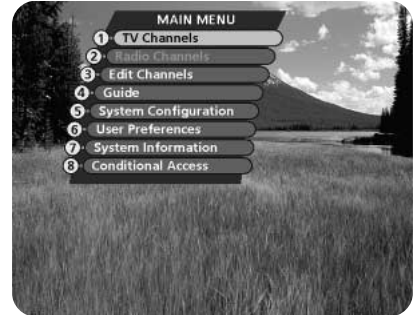 MAIN MENU
1 TV Channels
2 Radio Channels
3 Edit Channels
4 Guide
5 System Configuration
6 User Preferences
7 System Information
8 Conditional Access